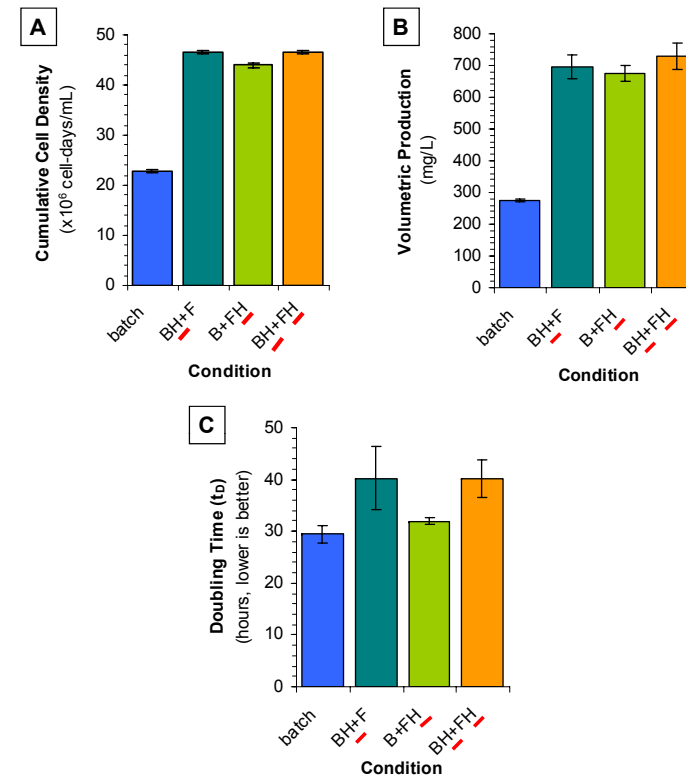 A
Cumulative Cell Density
(x10⁶ cell-days/mL)
50
40
30
20
10
0
batch
BH+F
B+FH
BH+FH
Condition
B
Volumetric Production
(mg/L)
800
700
600
500
400
300
200
100
0
batch
BH+F
B+FH
BH+FH
Condition
C
Doubling Time (tD)
(hours, lower is better)
50
40
30
20
10
0
batch
BH+F
B+FH
BH+FH
Condition